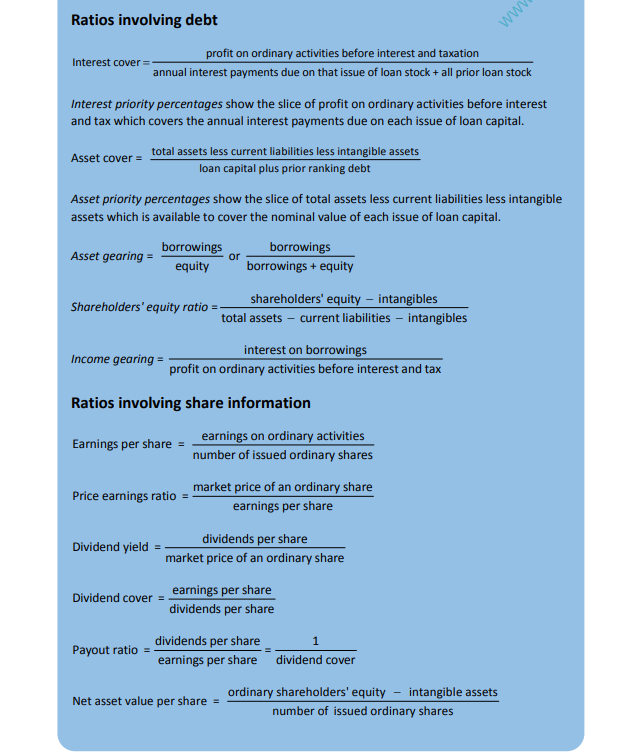 www
Ratios involving debt
Interest cover = profit on ordinary activities before interest and taxation
annual interest payments due on that issue of loan stock + all prior loan stock
Interest priority percentages show the slice of profit on ordinary activities before interest
and tax which covers the annual interest payments due on each issue of loan capital.
Asset cover = total assets less current liabilities less intangible assets
loan capital plus prior ranking debt
Asset priority percentages show the slice of total assets less current liabilities less intangible
assets which is available to cover the nominal value of each issue of loan capital.
Asset gearing = borrowings or borrowings
equity borrowings + equity
Shareholders' equity ratio = shareholders' equity − intangibles
total assets − current liabilities − intangibles
Income gearing = interest on borrowings
profit on ordinary activities before interest and tax
Ratios involving share information
Earnings per share = earnings on ordinary activities
number of issued ordinary shares
Price earnings ratio = market price of an ordinary share
earnings per share
Dividend yield = dividends per share
market price of an ordinary share
Dividend cover = earnings per share
dividends per share
Payout ratio = dividends per share = 1
earnings per share dividend cover
Net asset value per share = ordinary shareholders' equity − intangible assets
number of issued ordinary shares